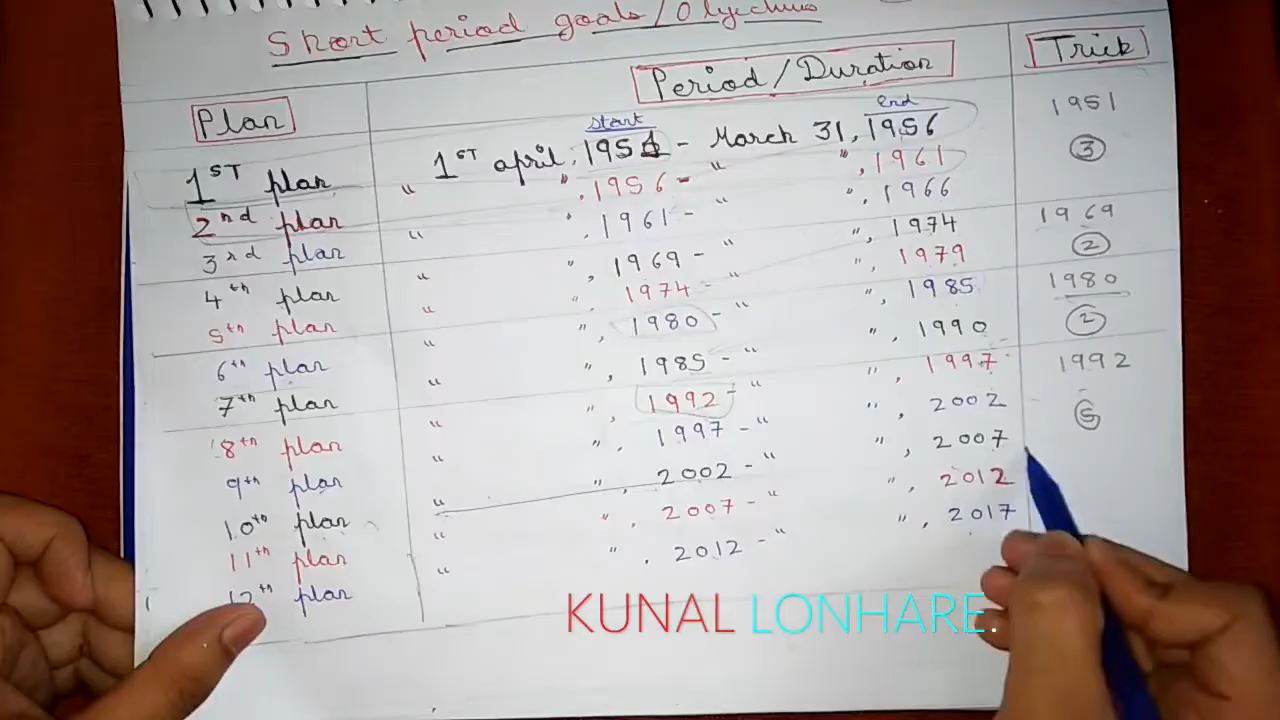 Short period goals/Objectives
Plan Period/Duration Trick
start end
1ST plan 1ST april, 1951 - March 31, 1956 1951
2nd plan " ", 1956 - " ", 1961 ③
3rd plan " ", 1961 - " ", 1966
4th plan " ", 1969 - " ", 1974 1969
5th plan " ", 1974 - " ", 1979 ②
6th plan " ", 1980 - " ", 1985 1980
7th plan " ", 1985 - " ", 1990 ②
8th plan " ", 1992 - " ", 1997 1992
9th plan " ", 1997 - " ", 2002 ⑤
10th plan " ", 2002 - " ", 2007
11th plan " ", 2007 - " ", 2012
12th plan " ", 2012 - " ", 2017
KUNAL LONHARE.